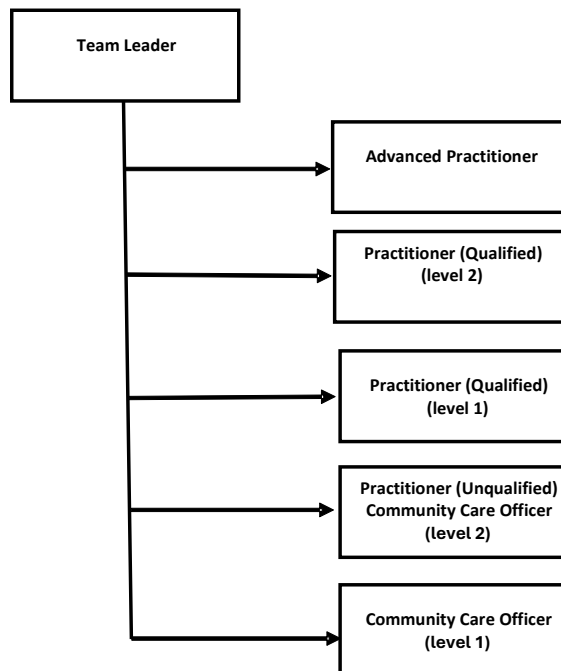 Team Leader
Advanced Practitioner
Practitioner (Qualified)
(level 2)
Practitioner (Qualified)
(level 1)
Practitioner (Unqualified)
Community Care Officer
(level 2)
Community Care Officer
(level 1)